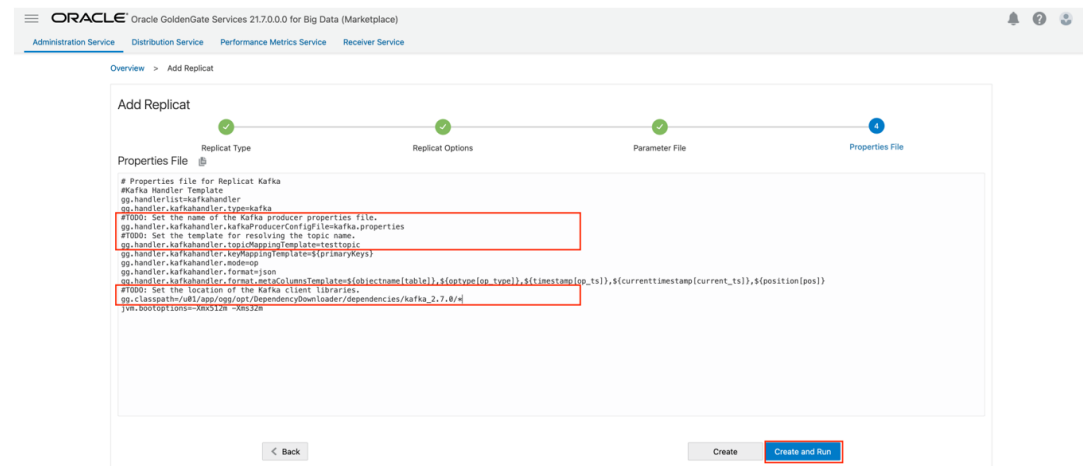 ORACLE Oracle GoldenGate Services 21.7.0.0.0 for Big Data (Marketplace)
Administration Service Distribution Service Performance Metrics Service Receiver Service
Overview > Add Replicat
Add Replicat
4
Replicat Type Replicat Options Parameter File Properties File
Properties File
# Properties file for Replicat Kafka
#Kafka Handler Template
gg.handlerlist=kafkahandler
gg.handler.kafkahandler.type=kafka
#TODO: Set the name of the Kafka producer properties file.
gg.handler.kafkahandler.kafkaProducerConfigFile=kafka.properties
#TODO: Set the template for resolving the topic name.
gg.handler.kafkahandler.topicMappingTemplate=testtopic
gg.handler.kafkahandler.keyMappingTemplate=${primaryKeys}
gg.handler.kafkahandler.mode=op
gg.handler.kafkahandler.format=json
gg.handler.kafkahandler.format.metaColumnsTemplate=${objectname[table]},${optype[op_type]},${timestamp[op_ts]},${currenttimestamp[current_ts]},${position[pos]}
#TODO: Set the location of the Kafka client libraries.
gg.classpath=/u01/app/ogg/opt/DependencyDownloader/dependencies/kafka_2.7.0/*
jvm.bootoptions=-Xmx512m -Xms32m
< Back Create Create and Run